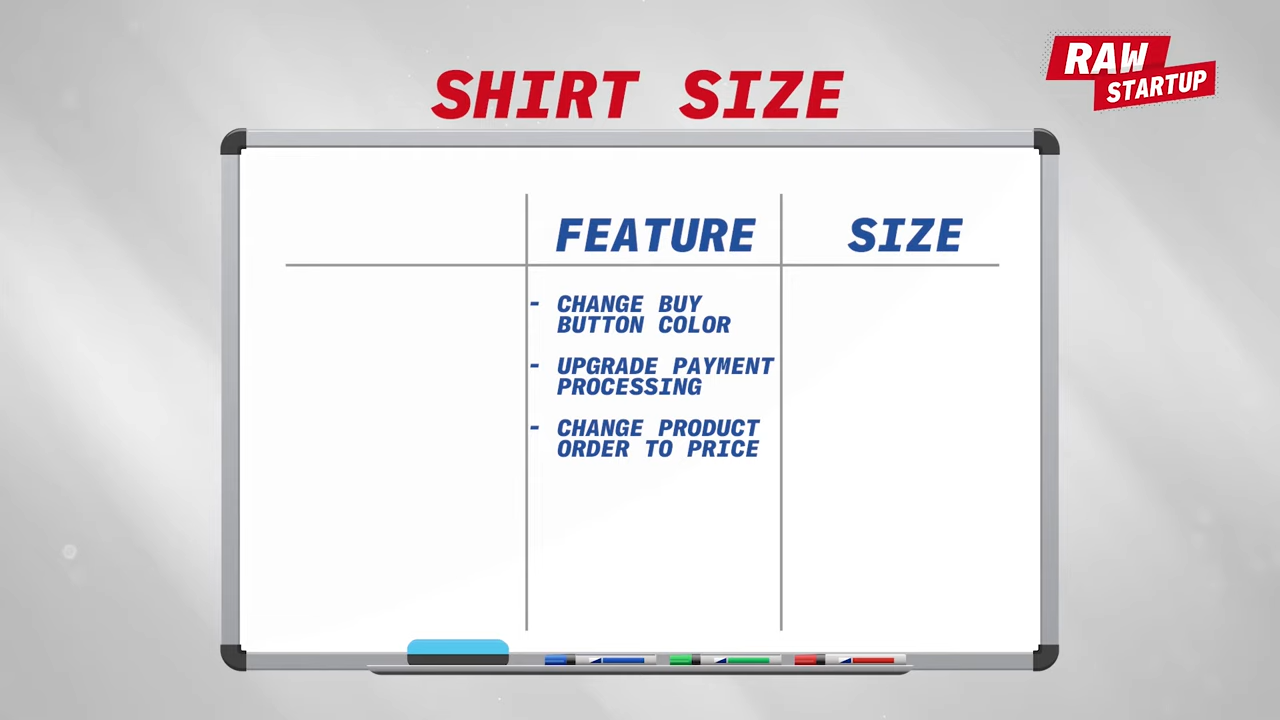 SHIRT SIZE
RAW
STARTUP
FEATURE
SIZE
- CHANGE BUY
BUTTON COLOR
- UPGRADE PAYMENT
PROCESSING
- CHANGE PRODUCT
ORDER TO PRICE